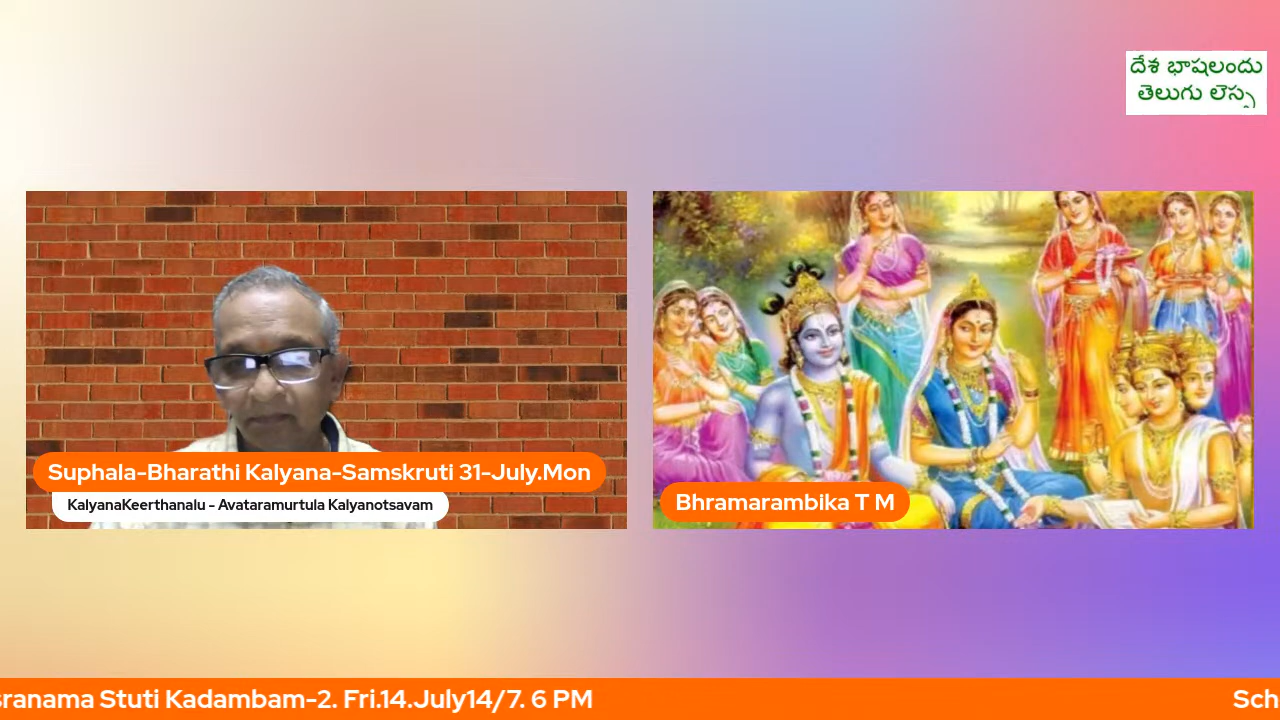 దేశ భాషలందు
తెలుగు లెస్స
Suphala-Bharathi Kalyana-Samskruti 31-July.Mon
KalyanaKeerthanalu - Avataramurtula Kalyanotsavam
Bhramarambika T M
sranama Stuti Kadambam-2. Fri.14.July14/7. 6 PM
Sch